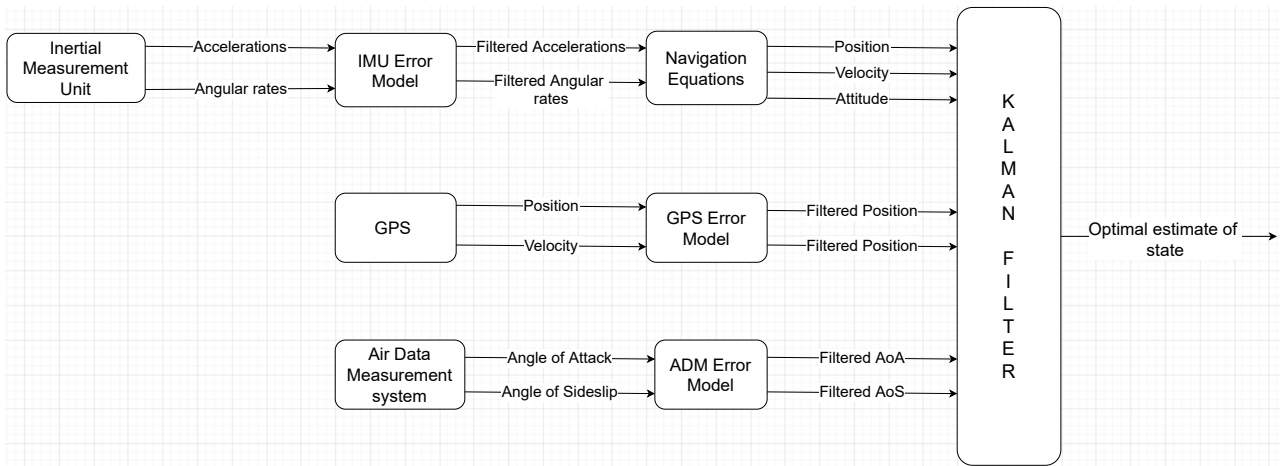 Inertial
Measurement
Unit
Accelerations
Angular rates
IMU Error
Model
Filtered Accelerations
Filtered Angular
rates
Navigation
Equations
Position
Velocity
Attitude
GPS
Position
Velocity
GPS Error
Model
Filtered Position
Filtered Position
Air Data
Measurement
system
Angle of Attack
Angle of Sideslip
ADM Error
Model
Filtered AoA
Filtered AoS
K
A
L
M
A
N
F
I
L
T
E
R
Optimal estimate of
state